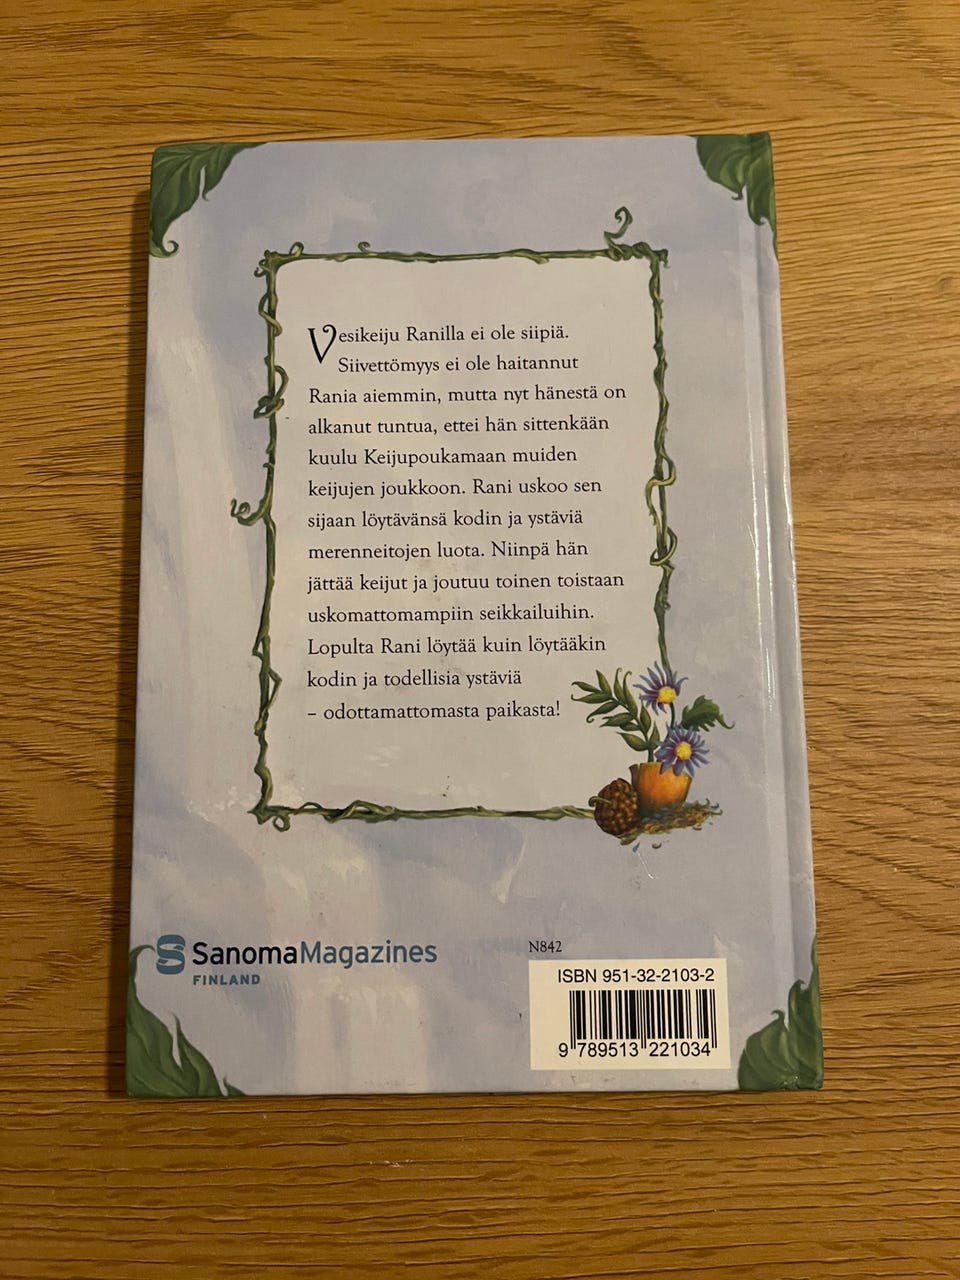 Vesikeiju Ranilla ei ole siipiä.
Siivettömyys ei ole haitannut
Rania aiemmin, mutta nyt hänestä on
alkanut tuntua, ettei hän sittenkään
kuulu Keijupoukamaan muiden
keijujen joukkoon. Rani uskoo sen
sijaan löytävänsä kodin ja ystäviä
merenneitojen luota. Niinpä hän
jättää keijut ja joutuu toinen toistaan
uskomattomampiin seikkailuihin.
Lopulta Rani löytää kuin löytääkin
kodin ja todellisia ystäviä
– odottamattomasta paikasta!
SanomaMagazines
FINLAND
N842
ISBN 951-32-2103-2
9 789513 221034